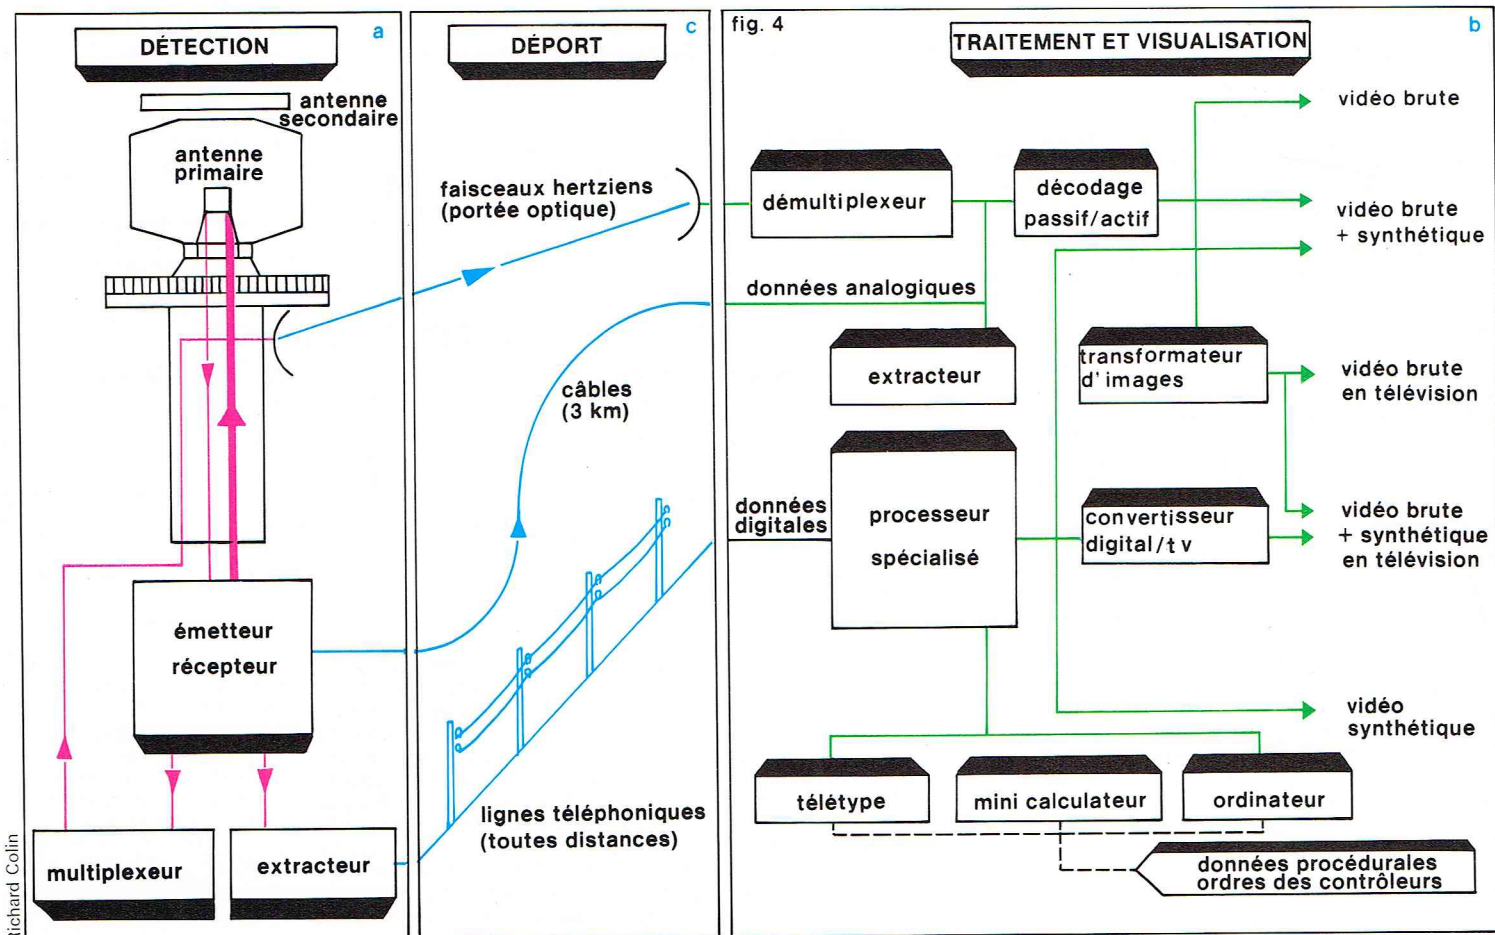 a
DÉTECTION
antenne
secondaire
antenne
primaire
émetteur
récepteur
multiplexeur
extracteur
Richard Colin
c
DÉPORT
faisceaux hertziens
(portée optique)
câbles
(3 km)
lignes téléphoniques
(toutes distances)
fig. 4
b
TRAITEMENT ET VISUALISATION
vidéo brute
démultiplexeur
décodage
passif/actif
vidéo brute
+ synthétique
données analogiques
extracteur
transformateur
d'images
vidéo brute
en télévision
données
digitales
processeur
spécialisé
convertisseur
digital/tv
vidéo brute
+ synthétique
en télévision
vidéo
synthétique
télétype
mini calculateur
ordinateur
données procédurales
ordres des contrôleurs